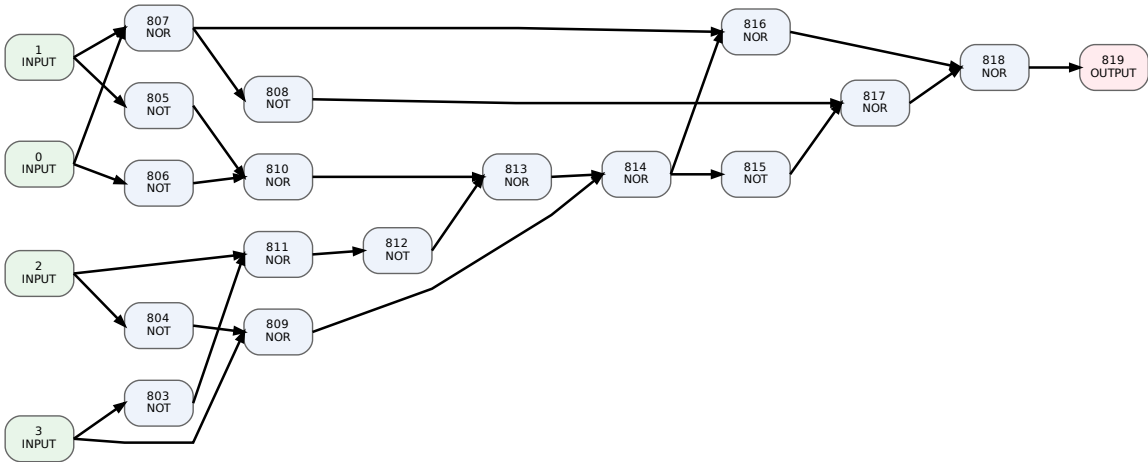 807
NOR
816
NOR
1
INPUT
818
NOR
819
OUTPUT
808
NOT
805
NOT
817
NOR
0
INPUT
806
NOT
810
NOR
813
NOR
814
NOR
815
NOT
811
NOR
812
NOT
2
INPUT
804
NOT
809
NOR
803
NOT
3
INPUT